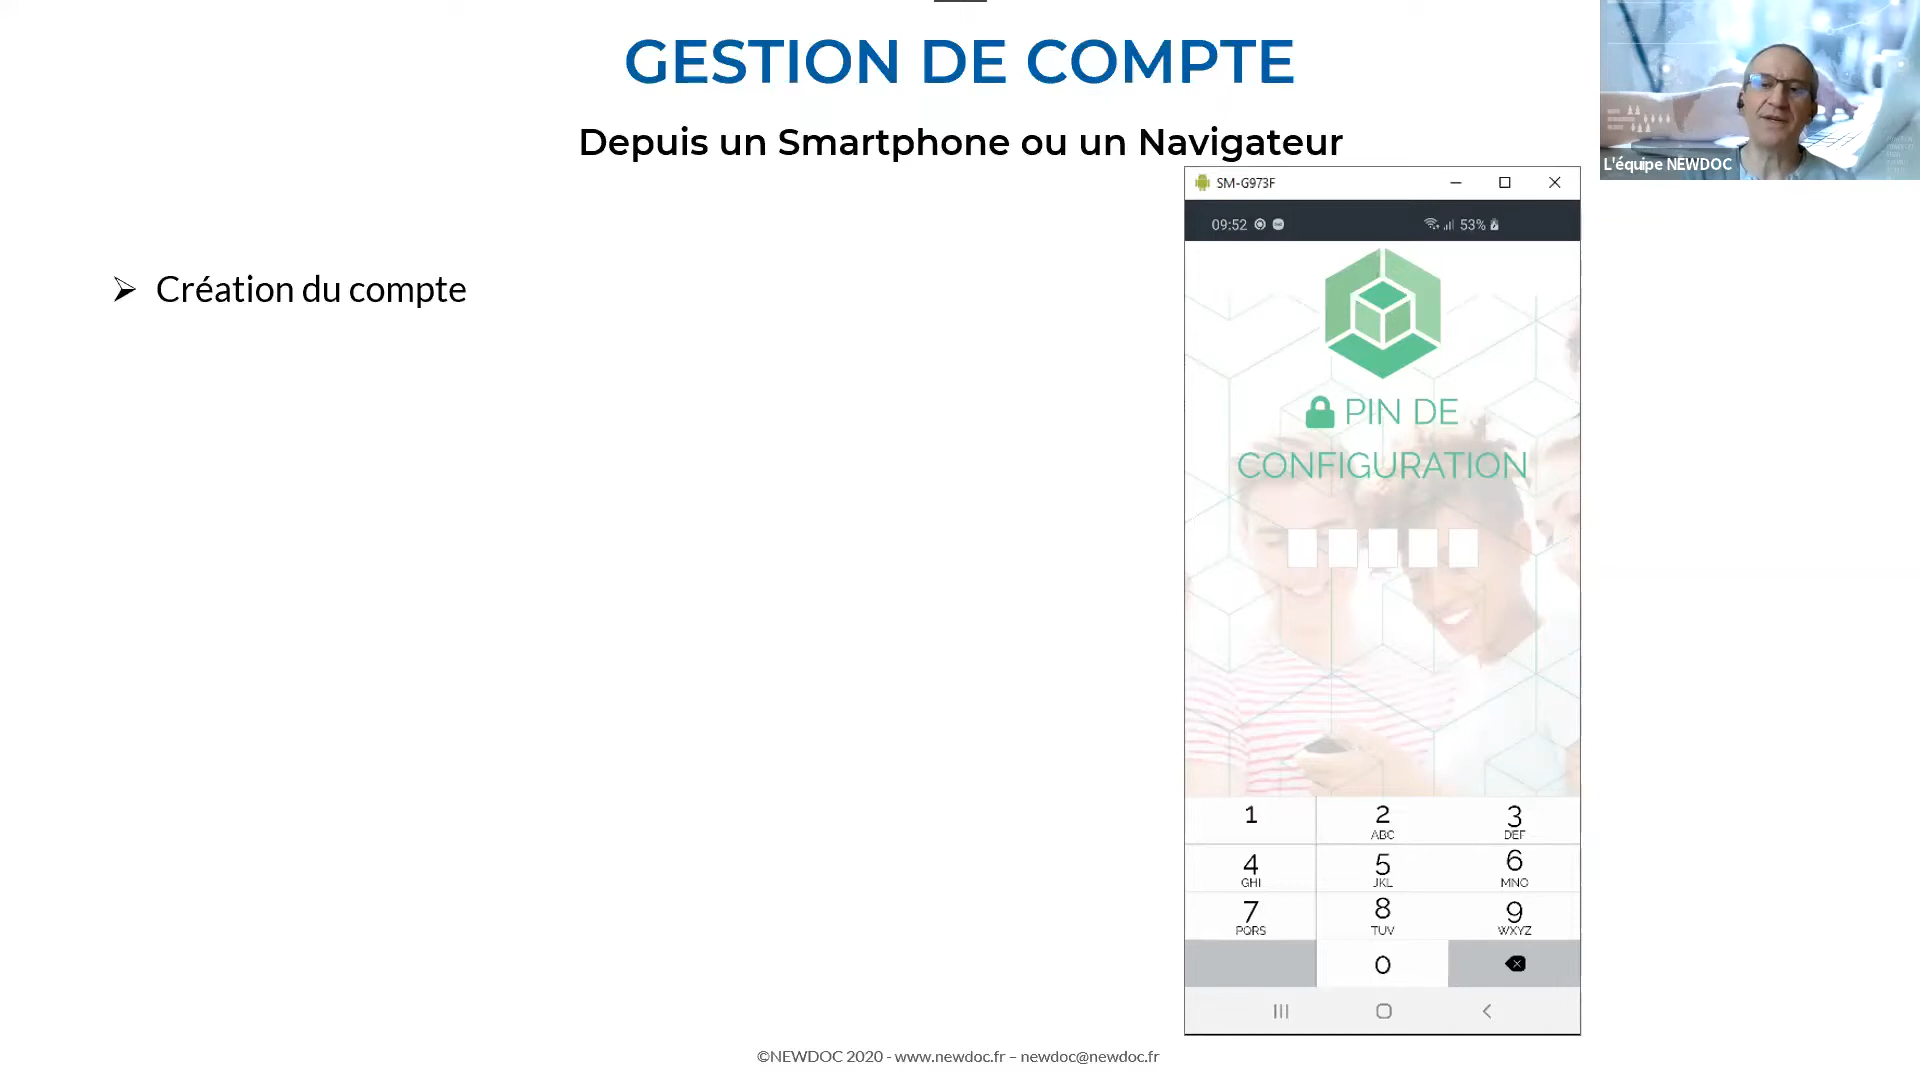 GESTION DE COMPTE
Depuis un Smartphone ou un Navigateur
L'équipe NEWDOC
Création du compte
SM-G973F
09:52
53%
PIN DE
CONFIGURATION
1
2
ABC
3
DEF
4
GHI
5
JKL
6
MNO
7
PQRS
8
TUV
9
WXYZ
0
©NEWDOC 2020 - www.newdoc.fr – newdoc@newdoc.fr